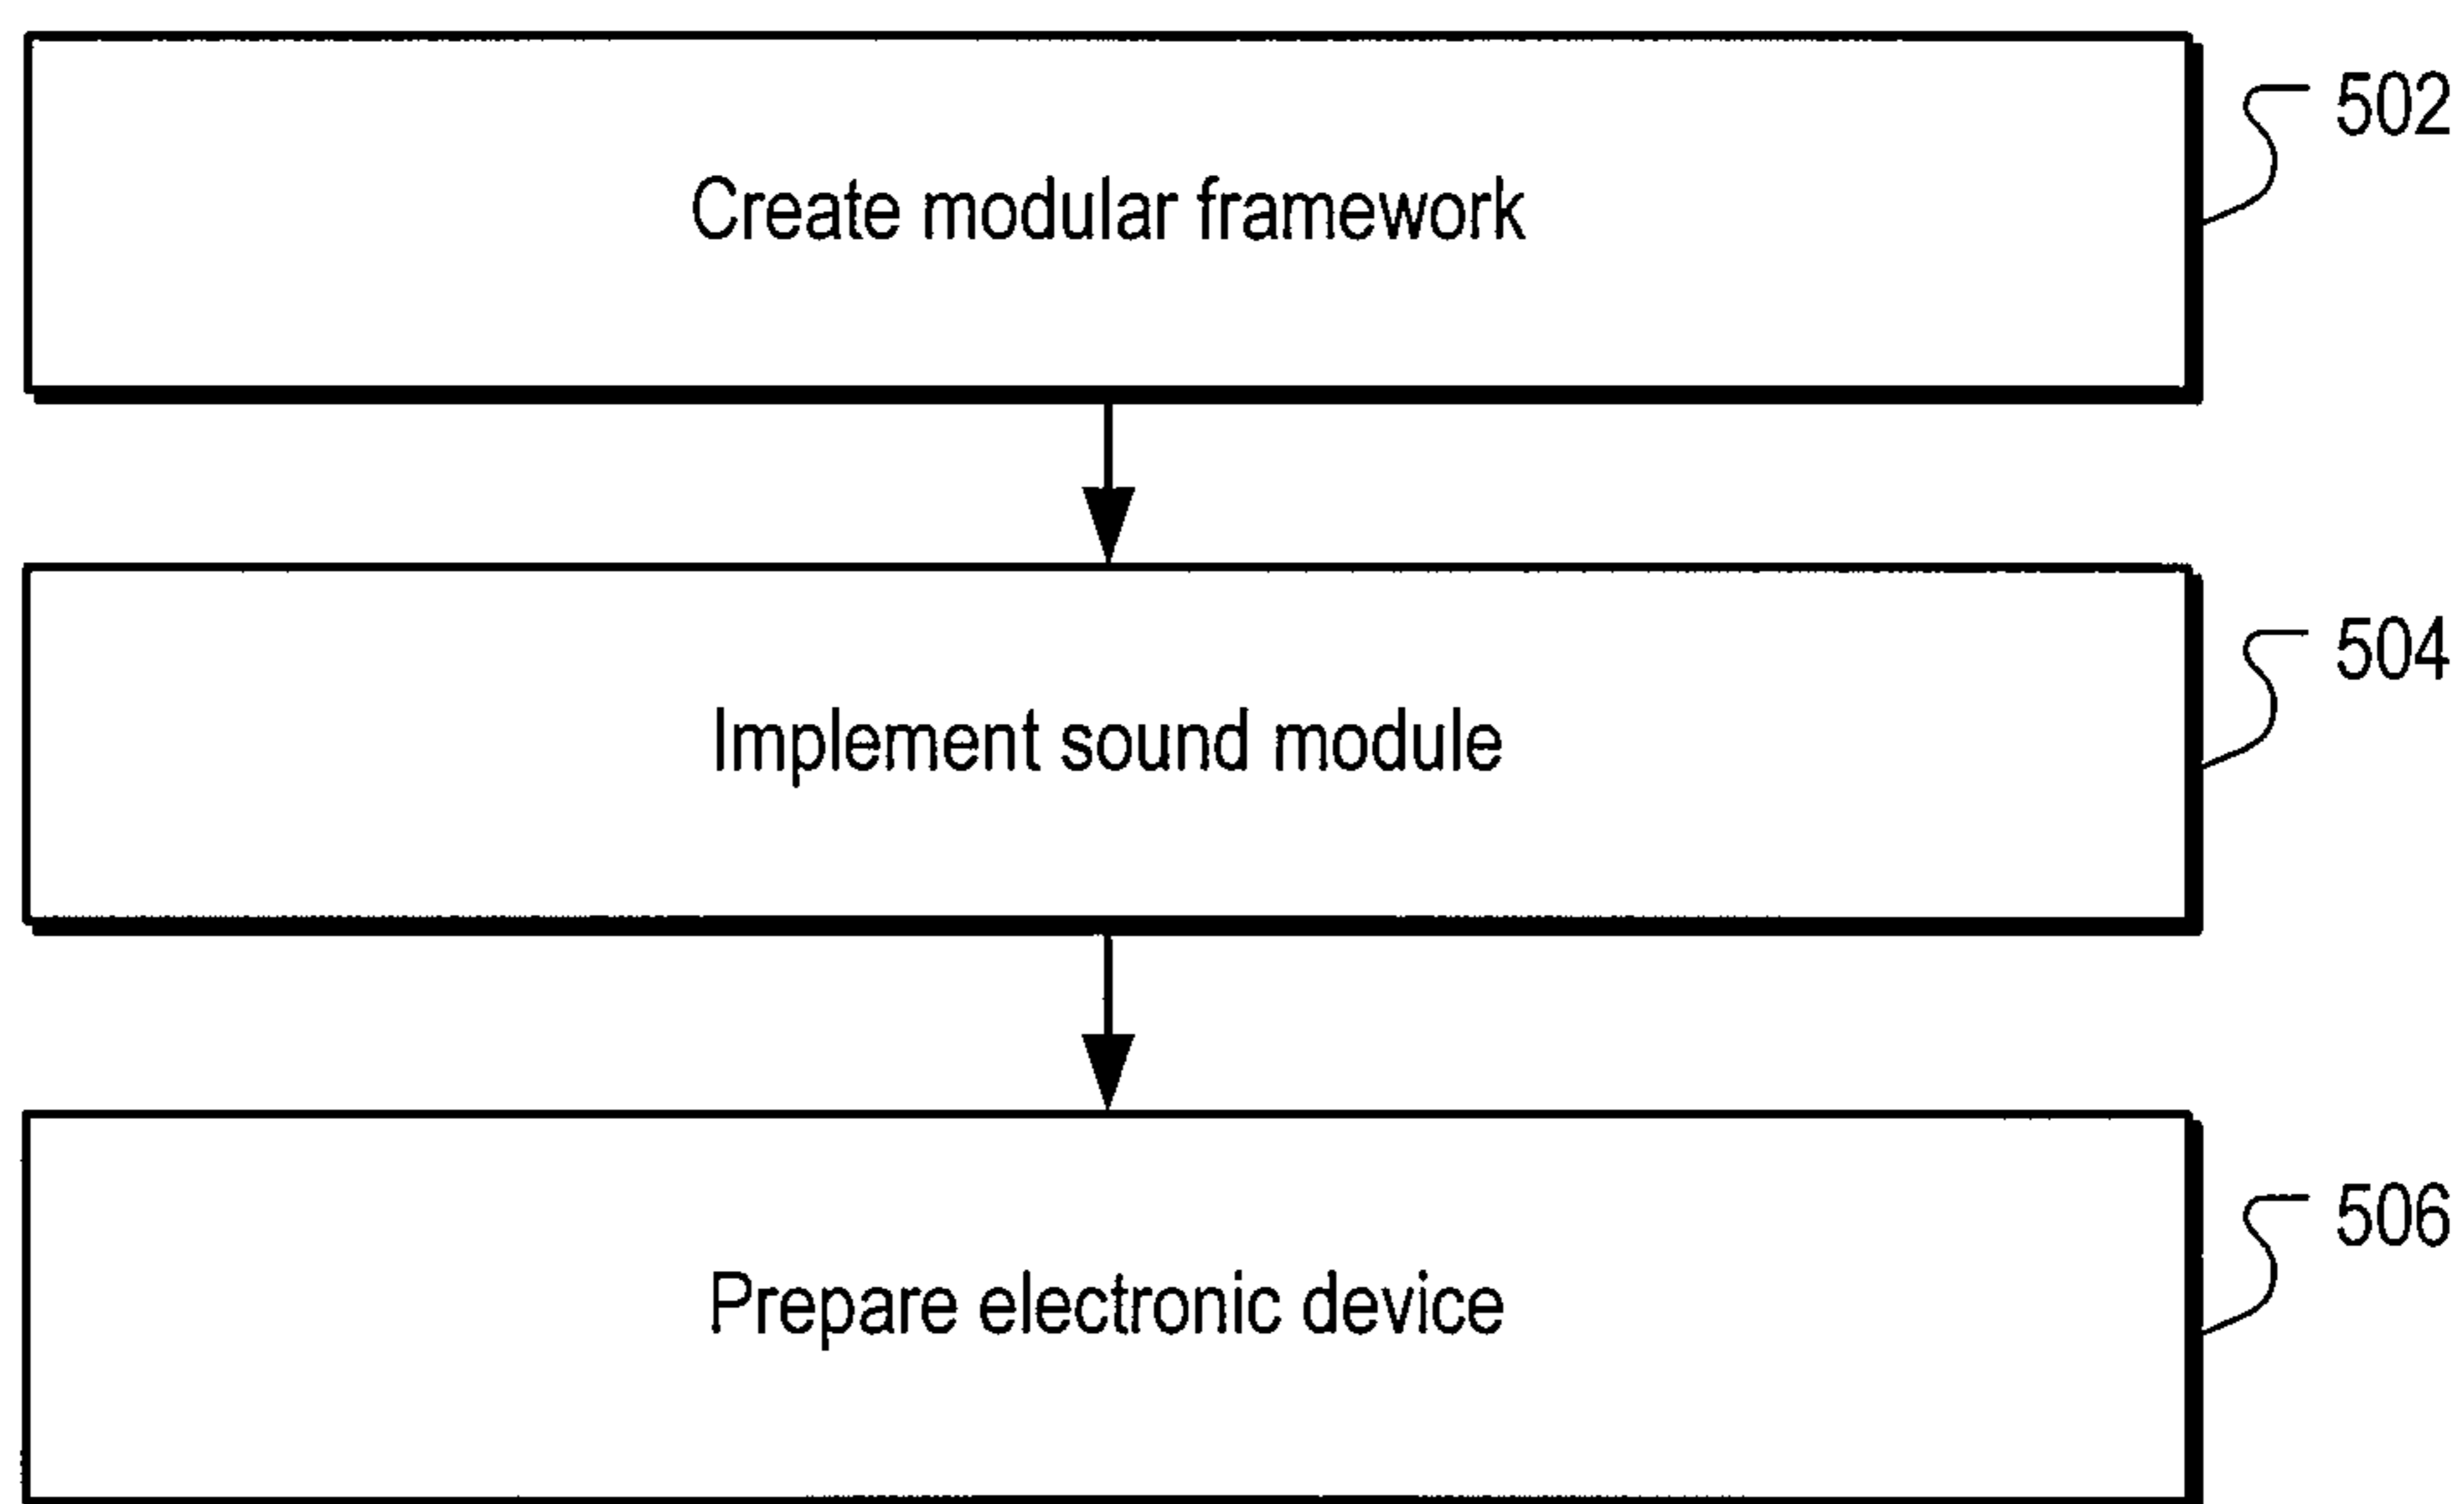 502
Create modular framework
504
Implement sound module
506
Prepare electronic device